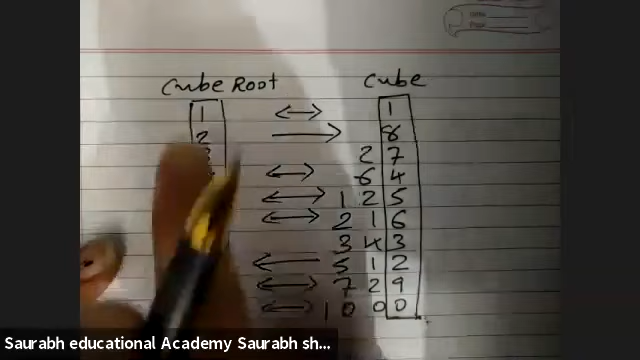 Cube Root Cube
1 ↔ 1
2 → 8
27
↔ 64
↔ 125
↔ 216
343
← 512
↔ 729
↔ 1000
Saurabh educational Academy Saurabh sh...